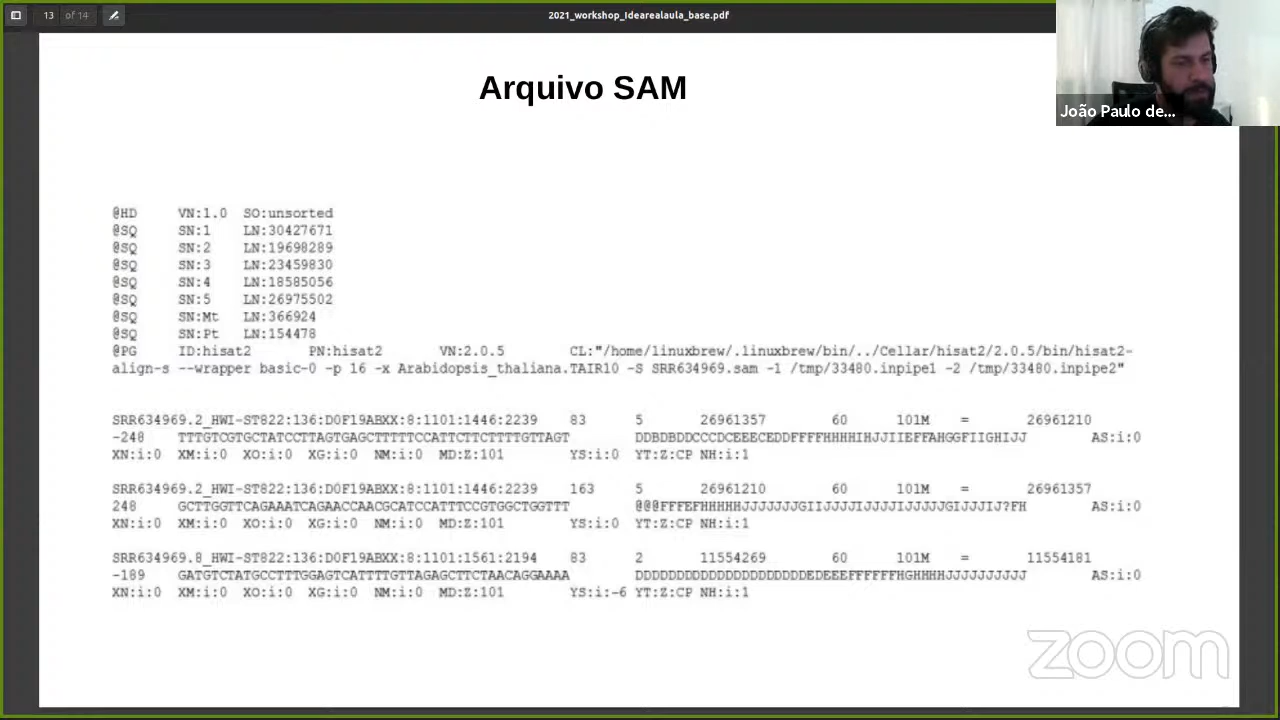 13 of 14
2021_workshop_Idearealaula_base.pdf
João Paulo de...
Arquivo SAM
@HD VN:1.0 SO:unsorted
@SQ SN:1 LN:30427671
@SQ SN:2 LN:19698289
@SQ SN:3 LN:23459830
@SQ SN:4 LN:18585056
@SQ SN:5 LN:26975502
@SQ SN:Mt LN:366924
@SQ SN:Pt LN:154478
@PG ID:hisat2 PN:hisat2 VN:2.0.5 CL:"/home/linuxbrew/.linuxbrew/bin/../Cellar/hisat2/2.0.5/bin/hisat2-
align-s --wrapper basic-0 -p 16 -x Arabidopsis_thaliana.TAIR10 -S SRR634969.sam -1 /tmp/33480.inpipe1 -2 /tmp/33480.inpipe2"
SRR634969.2_HWI-ST822:136:D0F19ABXX:8:1101:1446:2239 83 5 26961357 60 101M = 26961210
-248 TTTGTCGTGCTATCCTTAGTGAGCTTTTTCCATTCTTCTTTTGTTAGT DDBDBDDCCCDCEEECEDDFFFFHHHHIHJJIIEFFAHGGFIIGHIJJ AS:i:0
XN:i:0 XM:i:0 XO:i:0 XG:i:0 NM:i:0 MD:Z:101 YS:i:0 YT:Z:CP NH:i:1
SRR634969.2_HWI-ST822:136:D0F19ABXX:8:1101:1446:2239 163 5 26961210 60 101M = 26961357
248 GCTTGGTTCAGAAATCAGAACCAACGCATCCATTTCCGTGGCTGGTTT @@@FFFEFHHHHHJJJJJJJGIIJJJJIJJJJJIJJJJJGIJJJIJ?FH AS:i:0
XN:i:0 XM:i:0 XO:i:0 XG:i:0 NM:i:0 MD:Z:101 YS:i:0 YT:Z:CP NH:i:1
SRR634969.8_HWI-ST822:136:D0F19ABXX:8:1101:1561:2194 83 2 11554269 60 101M = 11554181
-189 GATGTCTATGCCTTTGGAGTCATTTTGTTAGAGCTTCTAACAGGAAAA DDDDDDDDDDDDDDDDDDDDDEDEEEFFFFFFHGHHHHJJJJJJJJJJ AS:i:0
XN:i:0 XM:i:0 XO:i:0 XG:i:0 NM:i:0 MD:Z:101 YS:i:-6 YT:Z:CP NH:i:1
zoom